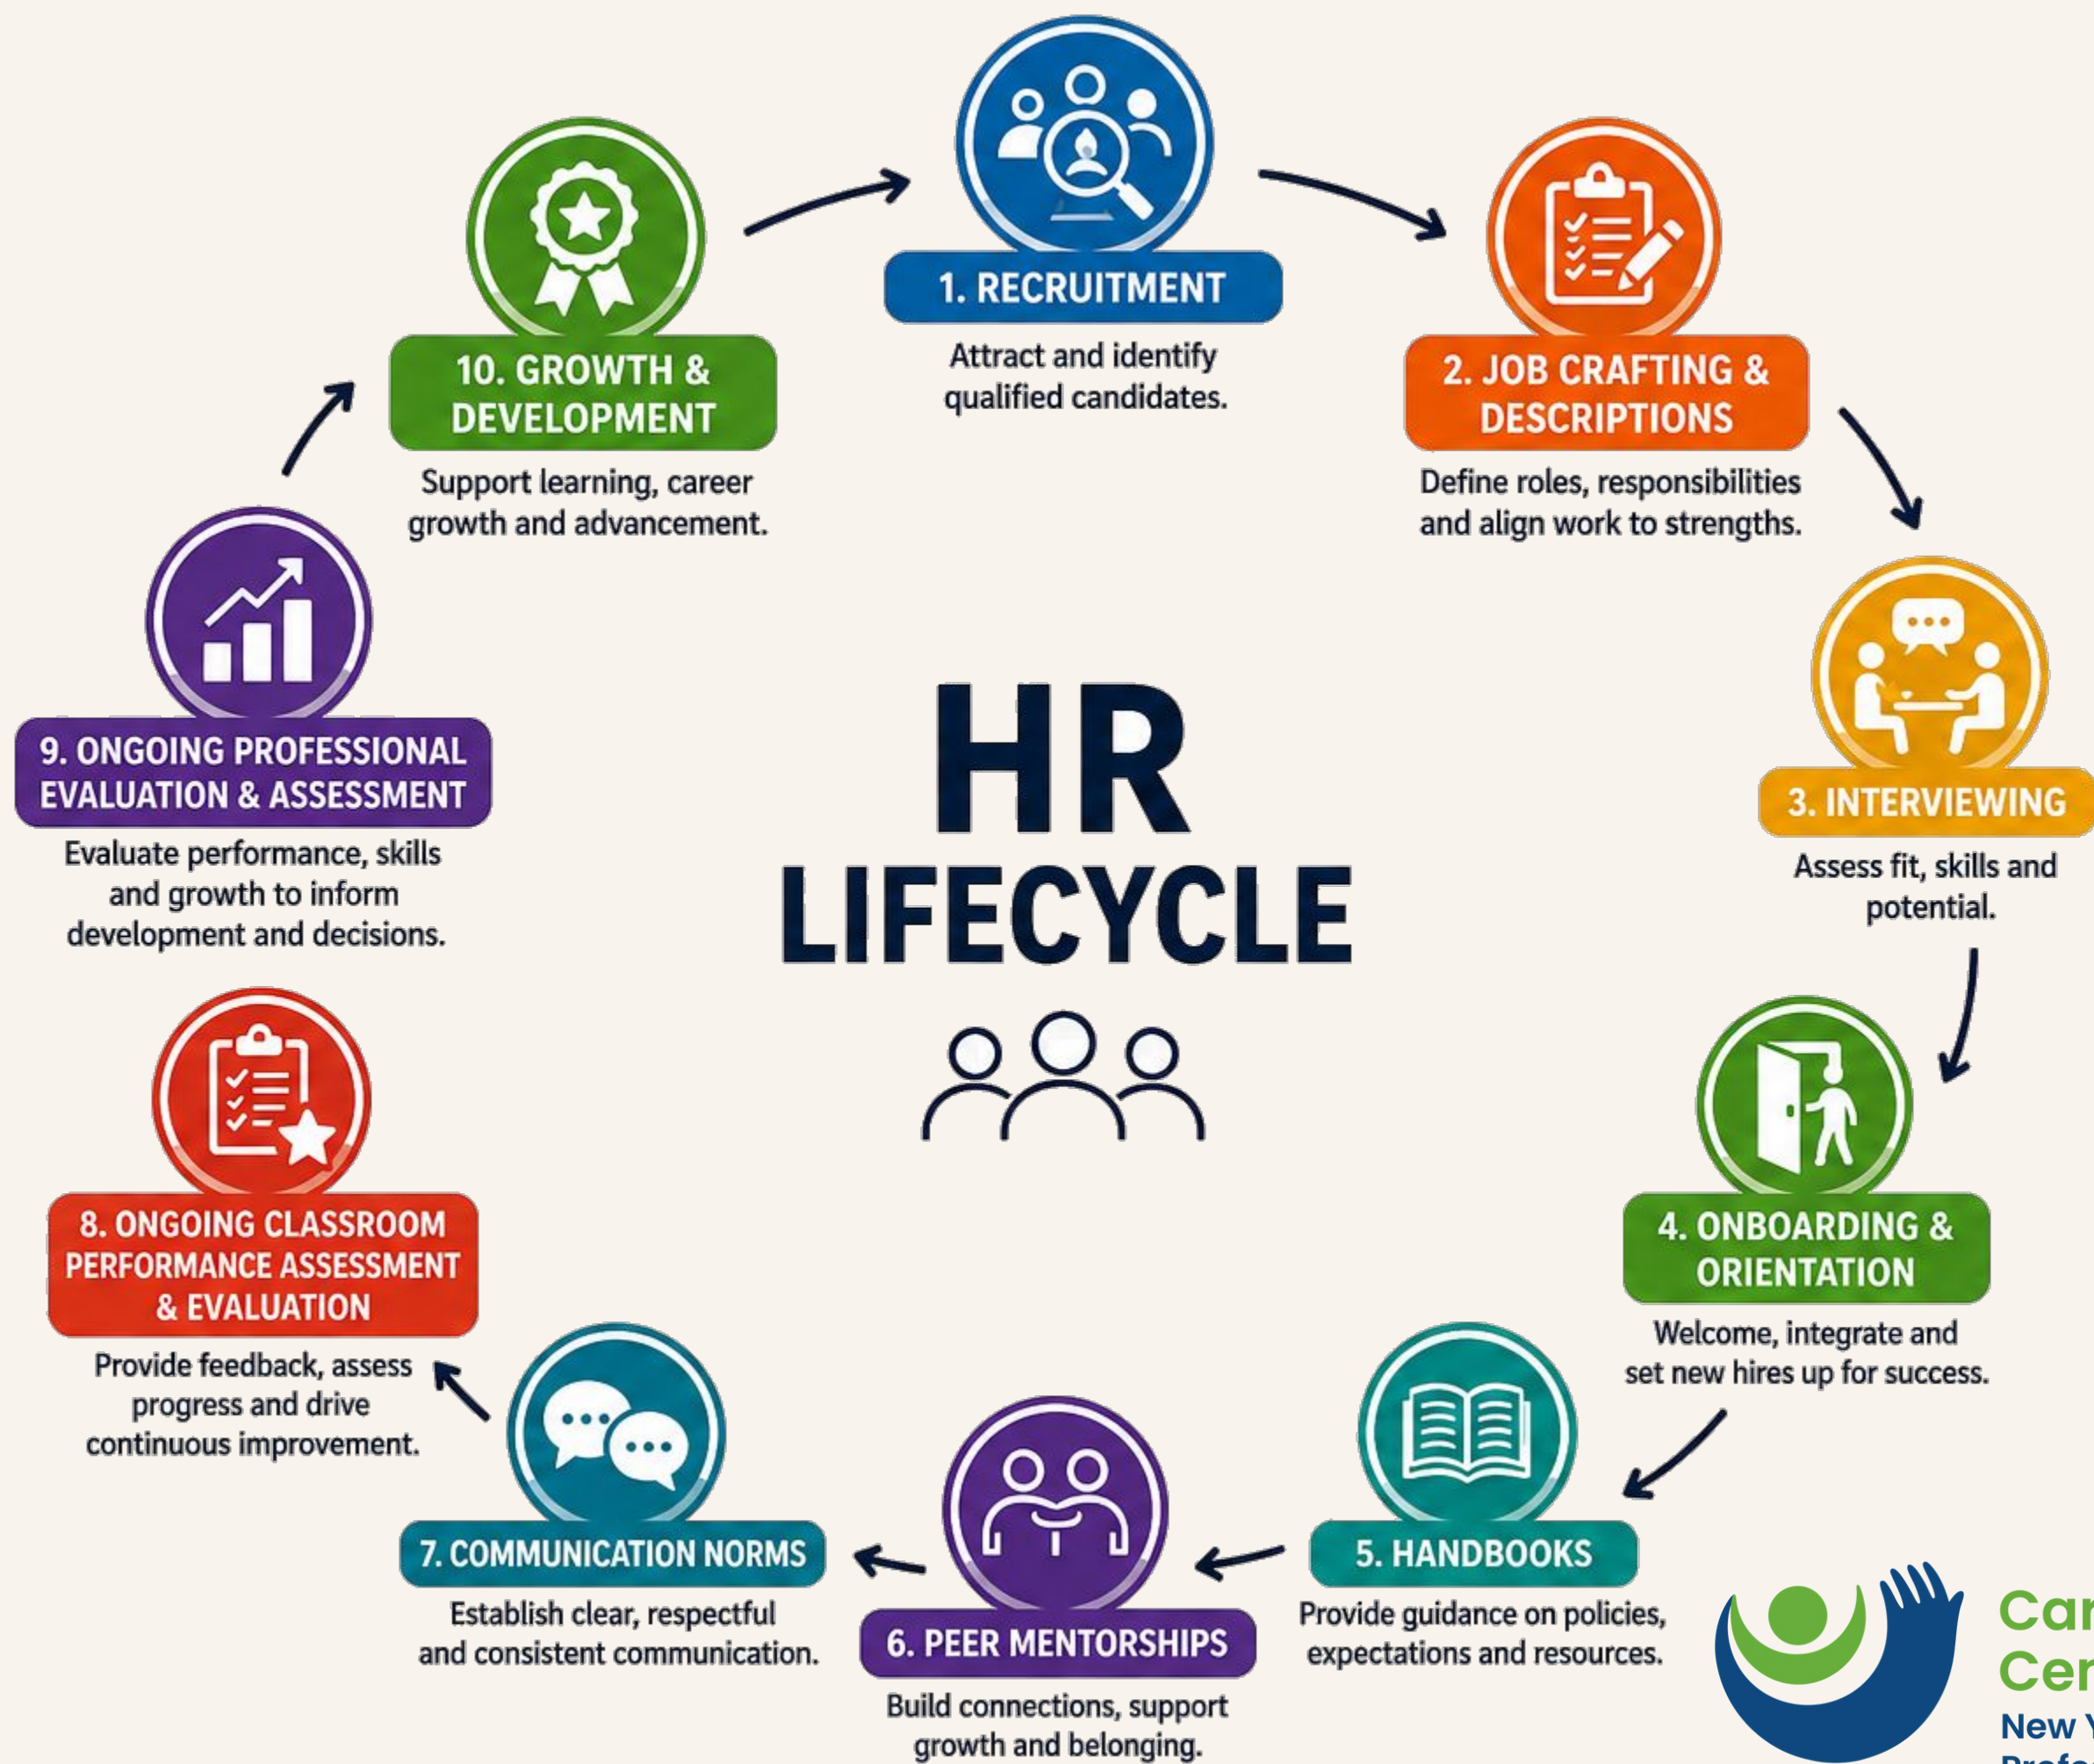 HR
LIFECYCLE
1. RECRUITMENT
Attract and identify
qualified candidates.
2. JOB CRAFTING &
DESCRIPTIONS
Define roles, responsibilities
and align work to strengths.
3. INTERVIEWING
Assess fit, skills and
potential.
4. ONBOARDING &
ORIENTATION
Welcome, integrate and
set new hires up for success.
5. HANDBOOKS
Provide guidance on policies,
expectations and resources.
6. PEER MENTORSHIPS
Build connections, support
growth and belonging.
7. COMMUNICATION NORMS
Establish clear, respectful
and consistent communication.
8. ONGOING CLASSROOM
PERFORMANCE ASSESSMENT
& EVALUATION
Provide feedback, assess
progress and drive
continuous improvement.
9. ONGOING PROFESSIONAL
EVALUATION & ASSESSMENT
Evaluate performance, skills
and growth to inform
development and decisions.
10. GROWTH &
DEVELOPMENT
Support learning, career
growth and advancement.
New